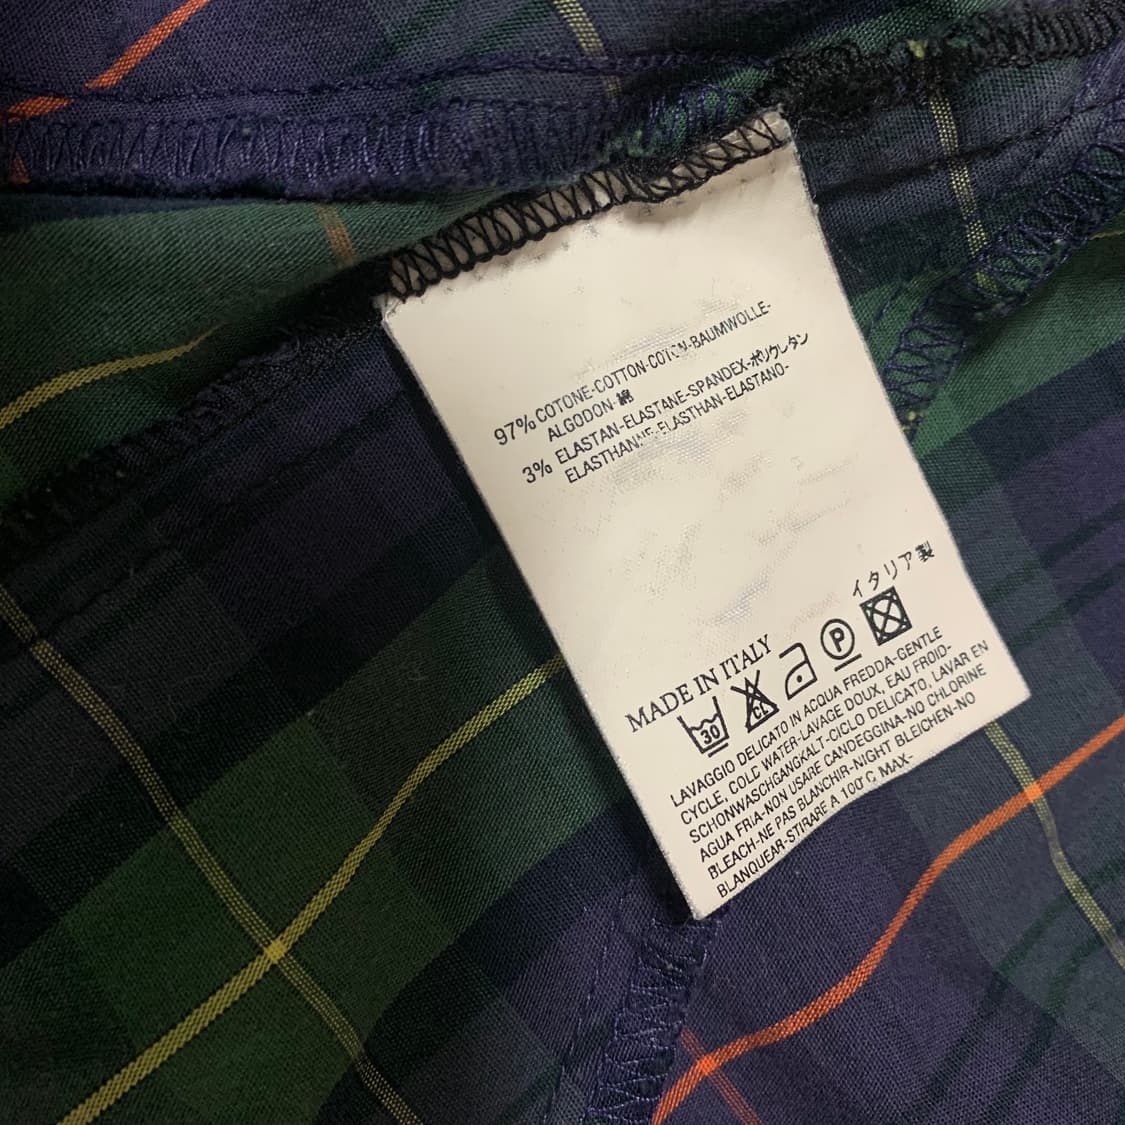 97% COTONE-COTTON-COTON-BAUMWOLLE-
ALGODON-綿
3% ELASTAN-ELASTANE-SPANDEX-ポリウレタン
ELASTHANNE-ELASTHAN-ELASTANO-
イタリア製
MADE IN ITALY
30 CL P
LAVAGGIO DELICATO IN ACQUA FREDDA-GENTLE
CYCLE, COLD WATER-LAVAGE DOUX, EAU FROID-
SCHONWASCHGANGKALT-CICLO DELICATO, LAVAR EN
AGUA FRIA-NON USARE CANDEGGINA-NO CHLORINE
BLEACH-NE PAS BLANCHIR-NIGHT BLEICHEN-NO
BLANQUEAR-STIRARE A 100°C MAX-